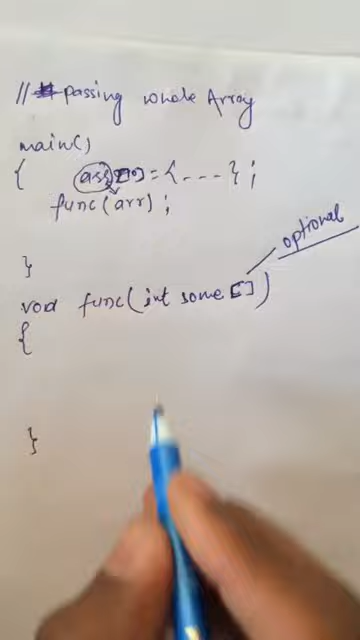 // passing whole Array
main()
{ arr[] = {---};
func(arr);
}
optional
void func(int some [])
{
}